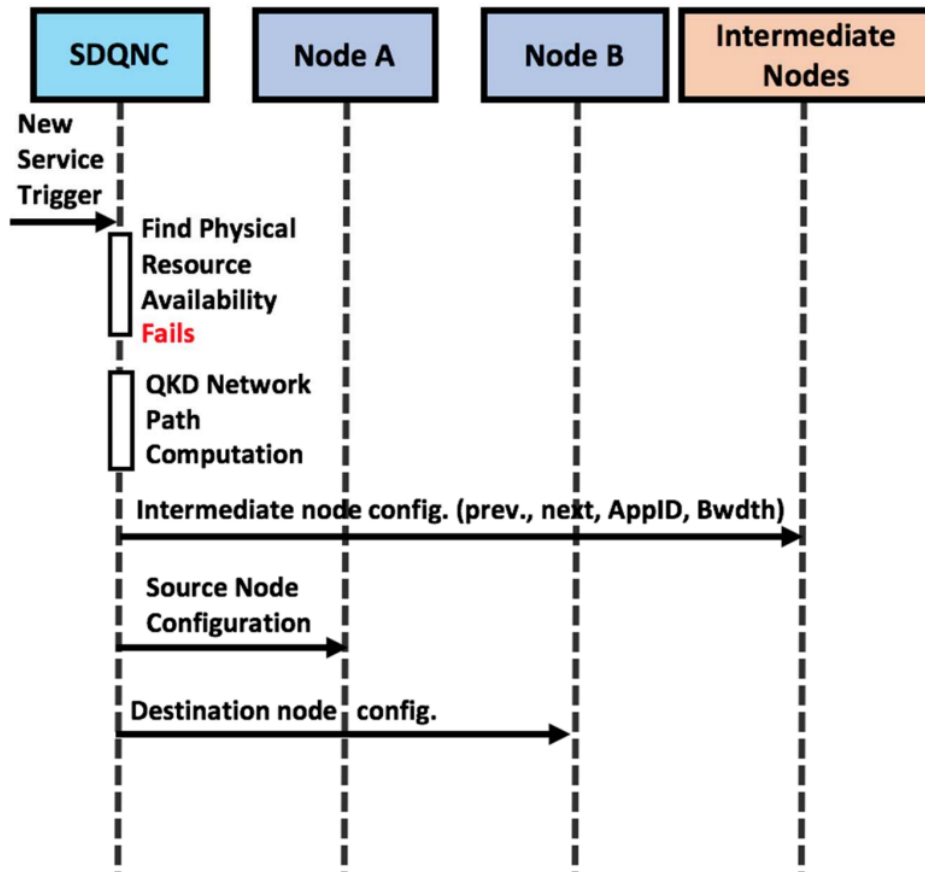 SDQNC
Node A
Node B
Intermediate
Nodes
New
Service
Trigger
Find Physical
Resource
Availability
Fails
QKD Network
Path
Computation
Intermediate node config. (prev., next, AppID, Bwdth)
Source Node
Configuration
Destination node config.